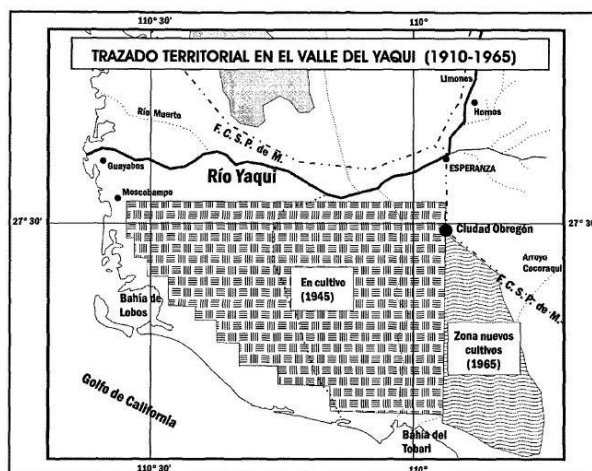 110° 30'
110°
TRAZADO TERRITORIAL EN EL VALLE DEL YAQUI (1910-1965)
Limones
Río Muerto
Hornos
F.C.S.P. de M.
Guayabos
Río Yaqui
ESPERANZA
Moscobampo
27° 30'
27° 30'
Ciudad Obregón
Arroyo
Cocoraqui
F.C.S.P. de M.
En cultivo
(1945)
Bahía de
Lobos
Zona nuevos
cultivos
(1965)
Golfo de California
Bahía del
Tobari
110° 30'
110°